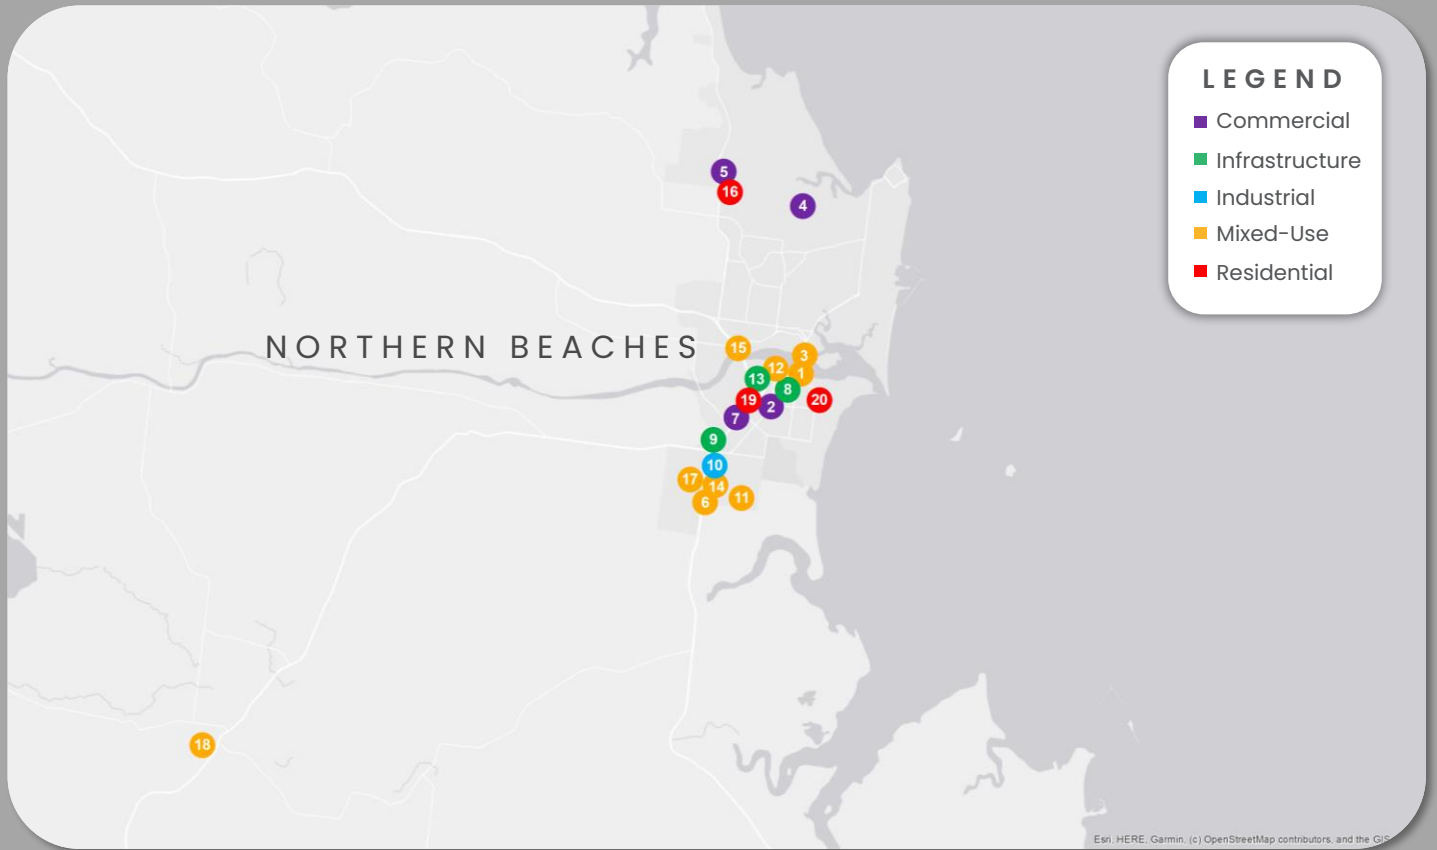 LEGEND
Commercial
Infrastructure
Industrial
Mixed-Use
Residential
5
16
4
NORTHERN BEACHES
15
3
12
1
13
8
19
2
20
7
9
10
17
14
6
11
18
Esri, HERE, Garmin, (c) OpenStreetMap contributors, and the GIS